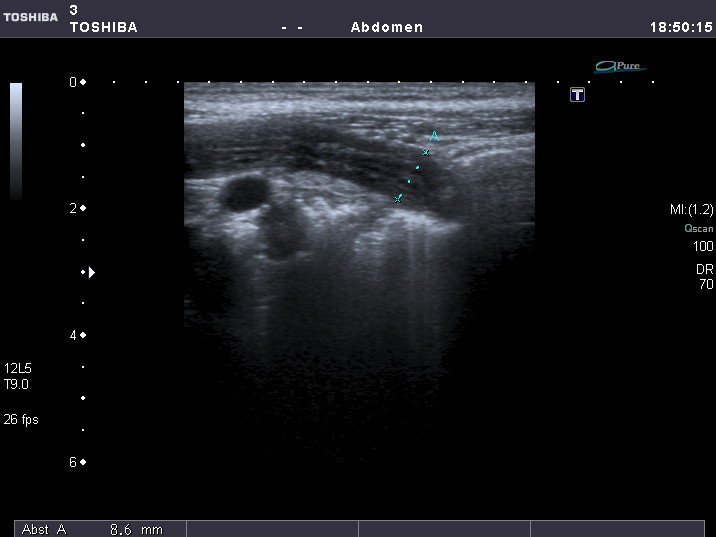 TOSHIBA
3
TOSHIBA - - Abdomen 18:50:15
APure
T
0
A
2
MI:(1.2)
Qscan
100
DR
70
4
12L5
T9.0
26 fps
6
Abst A 8.6 mm